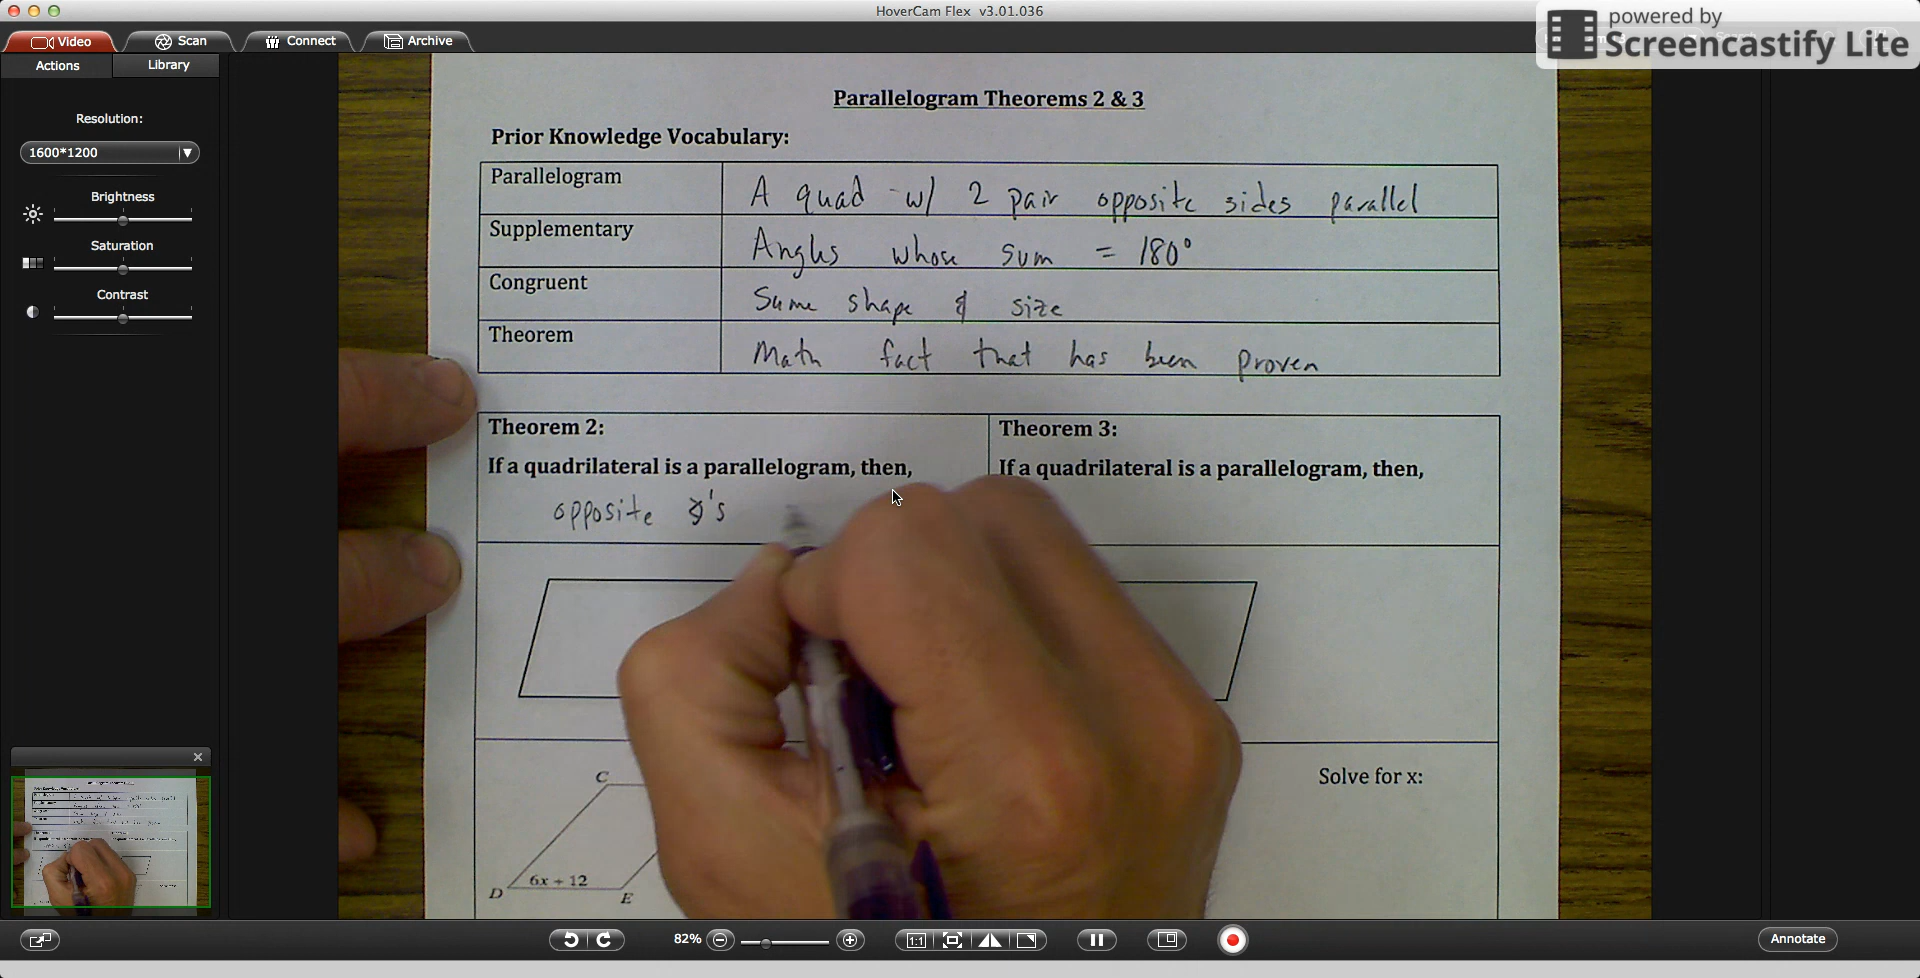 HoverCam Flex v3.01.036
powered by
Screencastify Lite
Video
Scan
Connect
Archive
Actions
Library
Resolution:
1600*1200
Brightness
Saturation
Contrast
Parallelogram Theorems 2 & 3
Prior Knowledge Vocabulary:
Parallelogram
A quad w/ 2 pair opposite sides parallel
Supplementary
Angles whose sum = 180°
Congruent
Same shape & size
Theorem
Math fact that has been proven
Theorem 2:
If a quadrilateral is a parallelogram, then,
opposite ∡'s
Theorem 3:
If a quadrilateral is a parallelogram, then,
C
D
6x + 12
E
Solve for x:
82%
1:1
Annotate